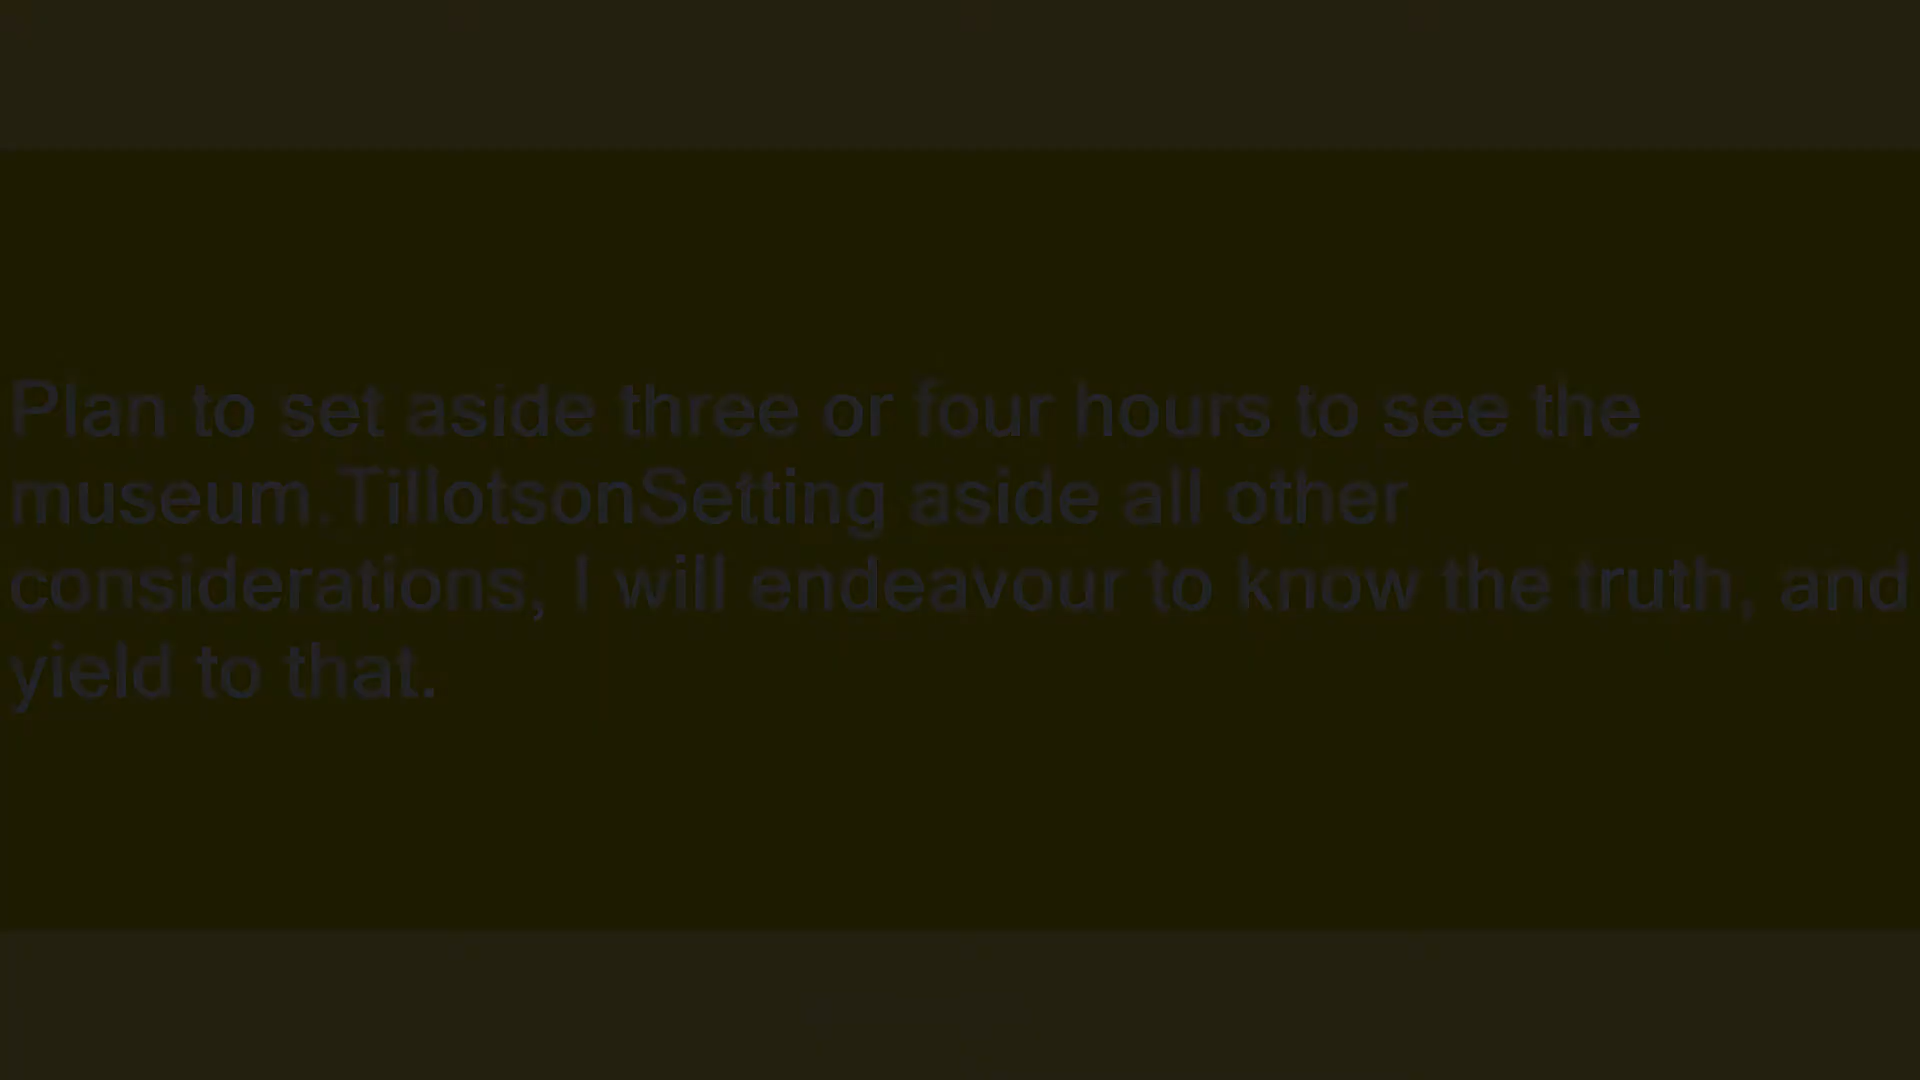 Plan to set aside three or four hours to see the
museum.TillotsonSetting aside all other
considerations, I will endeavour to know the truth, and
yield to that.